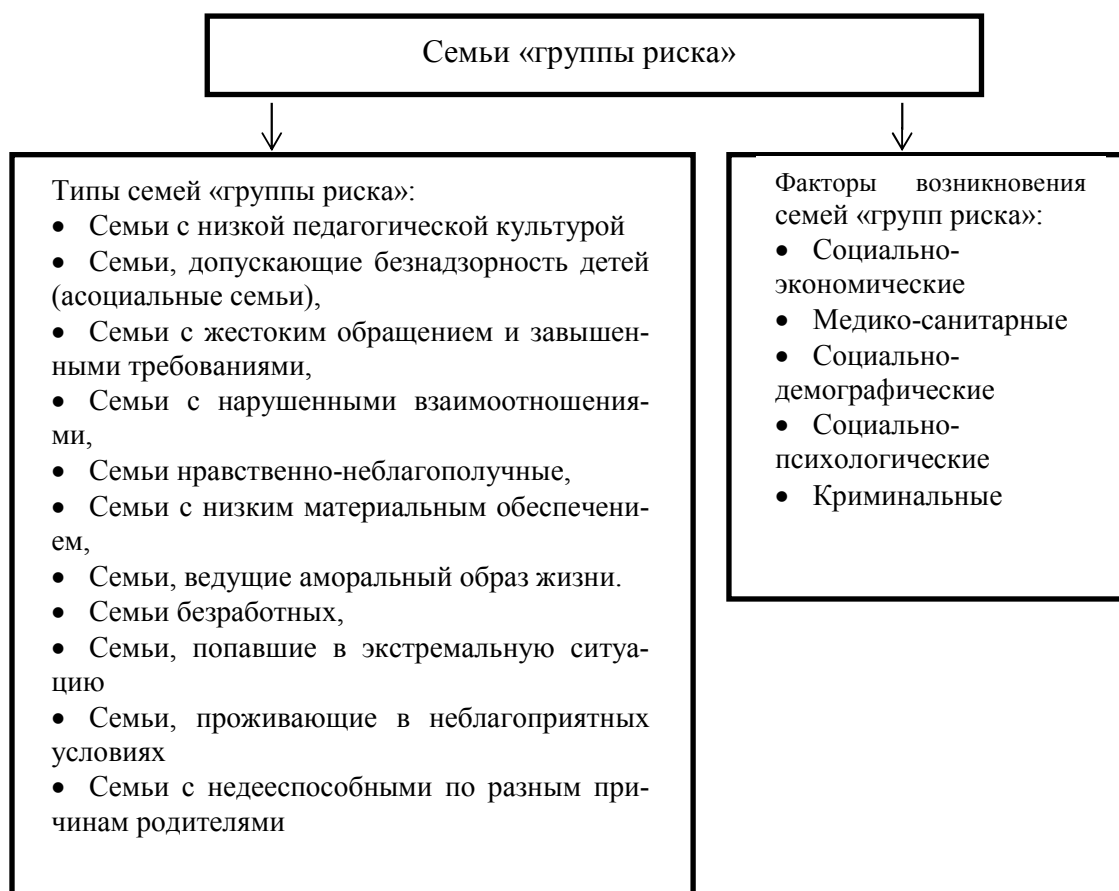 Семьи «группы риска»
Типы семей «группы риска»:
• Семьи с низкой педагогической культурой
• Семьи, допускающие безнадзорность детей
(асоциальные семьи),
• Семьи с жестоким обращением и завышен-
ными требованиями,
• Семьи с нарушенными взаимоотношения-
ми,
• Семьи нравственно-неблагополучные,
• Семьи с низким материальным обеспечени-
ем,
• Семьи, ведущие аморальный образ жизни.
• Семьи безработных,
• Семьи, попавшие в экстремальную ситуа-
цию
• Семьи, проживающие в неблагоприятных
условиях
• Семьи с недееспособными по разным при-
чинам родителями
Факторы возникновения
семей «групп риска»:
• Социально-
экономические
• Медико-санитарные
• Социально-
демографические
• Социально-
психологические
• Криминальные